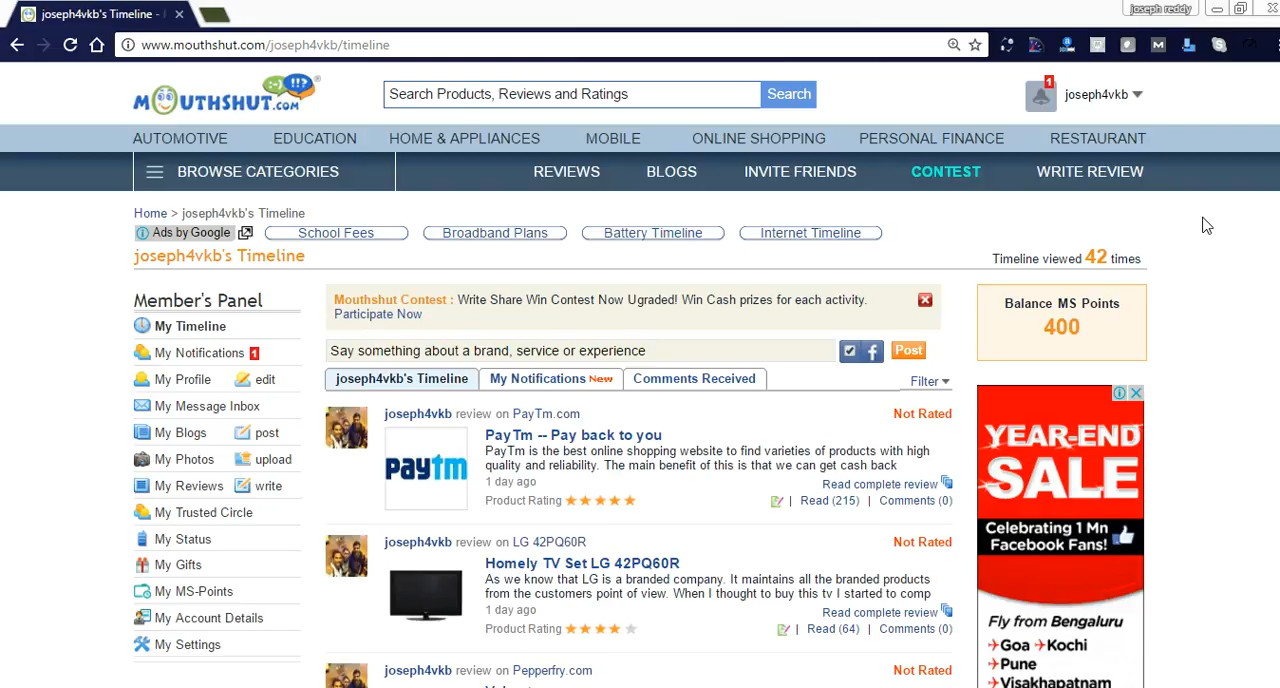 joseph4vkb's Timeline -
joseph reddy
www.mouthshut.com/joseph4vkb/timeline
MOUTHSHUT.COM
!?!
Search Products, Reviews and Ratings
Search
1
joseph4vkb
AUTOMOTIVE EDUCATION HOME & APPLIANCES MOBILE ONLINE SHOPPING PERSONAL FINANCE RESTAURANT
BROWSE CATEGORIES REVIEWS BLOGS INVITE FRIENDS CONTEST WRITE REVIEW
Home > joseph4vkb's Timeline
Ads by Google School Fees Broadband Plans Battery Timeline Internet Timeline
joseph4vkb's Timeline
Timeline viewed 42 times
Member's Panel
My Timeline
My Notifications 1
My Profile edit
My Message Inbox
My Blogs post
My Photos upload
My Reviews write
My Trusted Circle
My Status
My Gifts
My MS-Points
My Account Details
My Settings
Mouthshut Contest : Write Share Win Contest Now Ugraded! Win Cash prizes for each activity.
Participate Now
Say something about a brand, service or experience
f
Post
joseph4vkb's Timeline My Notifications New Comments Received Filter
joseph4vkb review on PayTm.com Not Rated
paytm
PayTm -- Pay back to you
PayTm is the best online shopping website to find varieties of products with high
quality and reliability. The main benefit of this is that we can get cash back
1 day ago
Read complete review
Product Rating
| Read (215) | Comments (0)
joseph4vkb review on LG 42PQ60R Not Rated
Homely TV Set LG 42PQ60R
As we know that LG is a branded company. It maintains all the branded products
from the customers point of view. When I thought to buy this tv I started to comp
1 day ago
Read complete review
Product Rating
| Read (64) | Comments (0)
joseph4vkb review on Pepperfry.com Not Rated
Balance MS Points
400
YEAR-END
SALE
Celebrating 1 Mn
Facebook Fans!
Fly from Bengaluru
Goa Kochi
Pune
Visakhapatnam